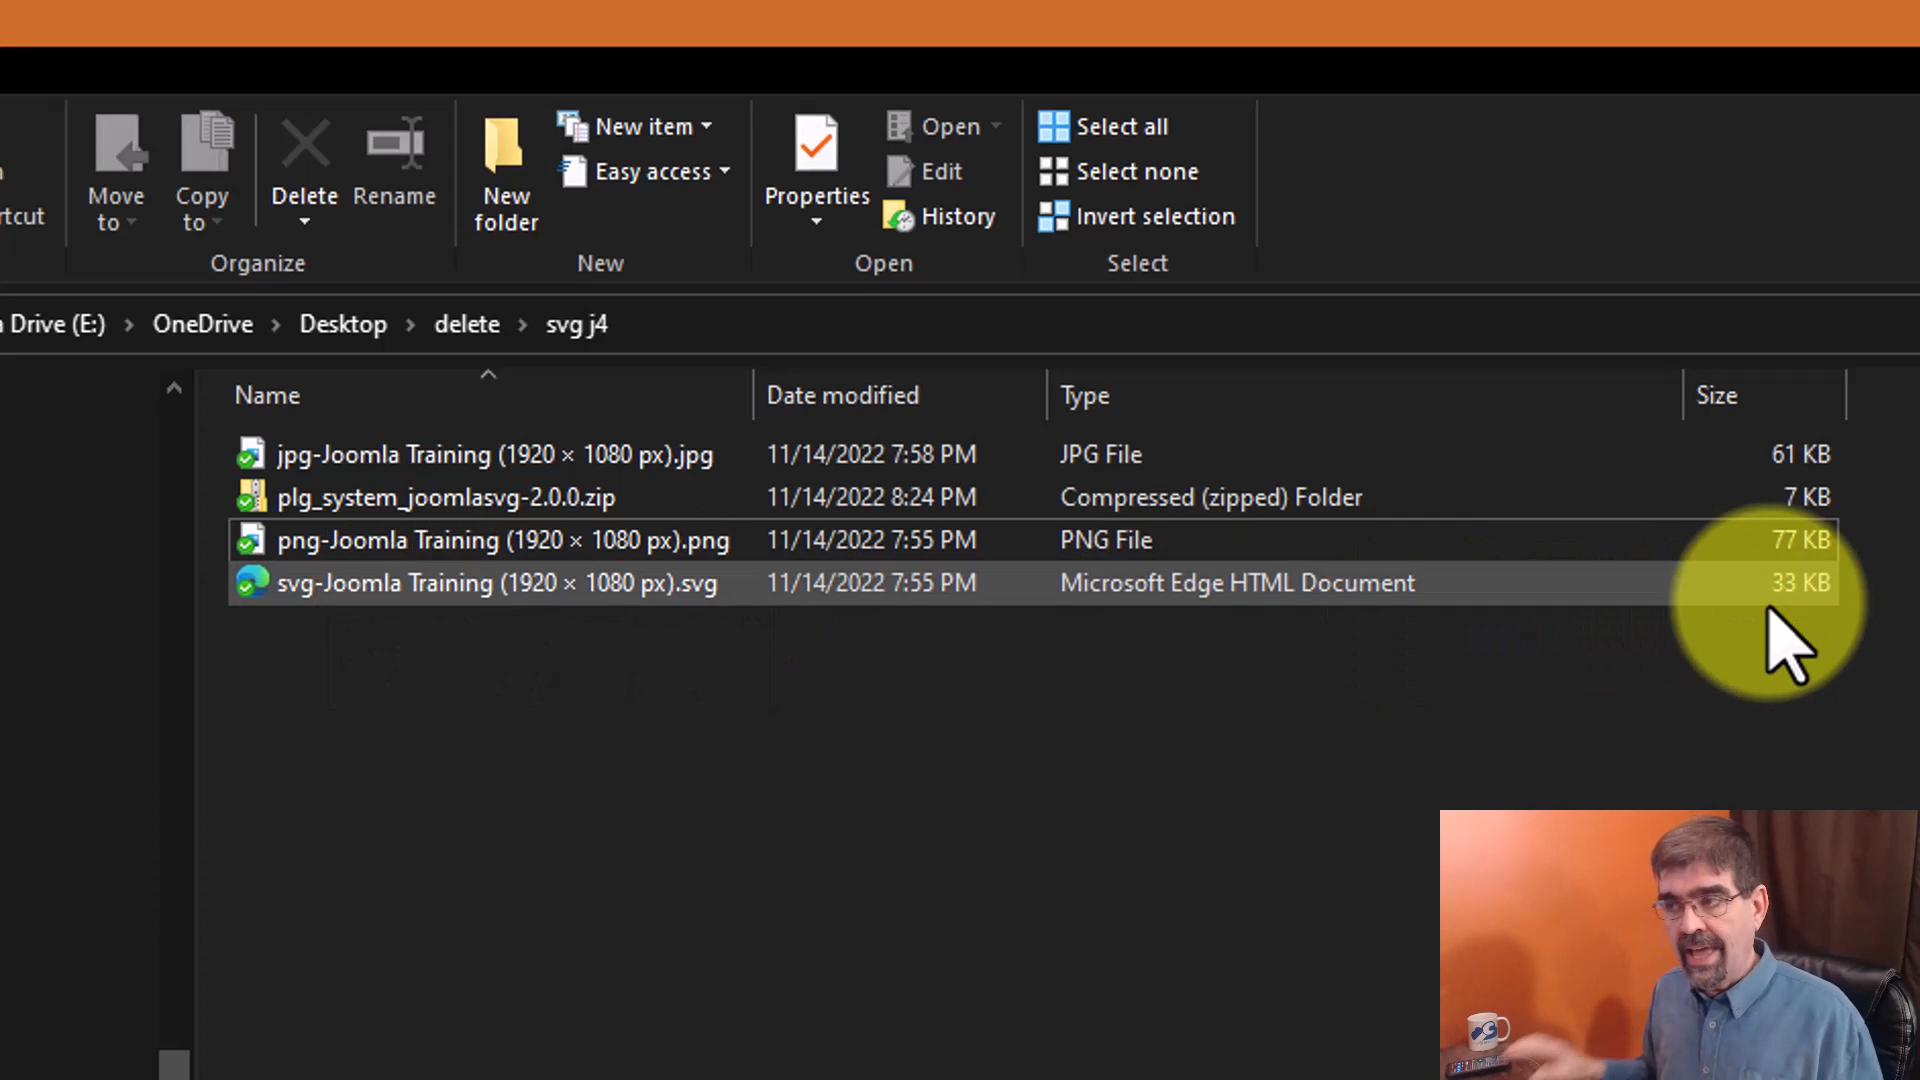 rtcut
Move to
Copy to
Delete
Rename
Organize
New folder
New item
Easy access
New
Properties
Open
Edit
History
Open
Select all
Select none
Invert selection
Select
Drive (E:) > OneDrive > Desktop > delete > svg j4
Name Date modified Type Size
jpg-Joomla Training (1920 × 1080 px).jpg 11/14/2022 7:58 PM JPG File 61 KB
plg_system_joomlasvg-2.0.0.zip 11/14/2022 8:24 PM Compressed (zipped) Folder 7 KB
png-Joomla Training (1920 × 1080 px).png 11/14/2022 7:55 PM PNG File 77 KB
svg-Joomla Training (1920 × 1080 px).svg 11/14/2022 7:55 PM Microsoft Edge HTML Document 33 KB